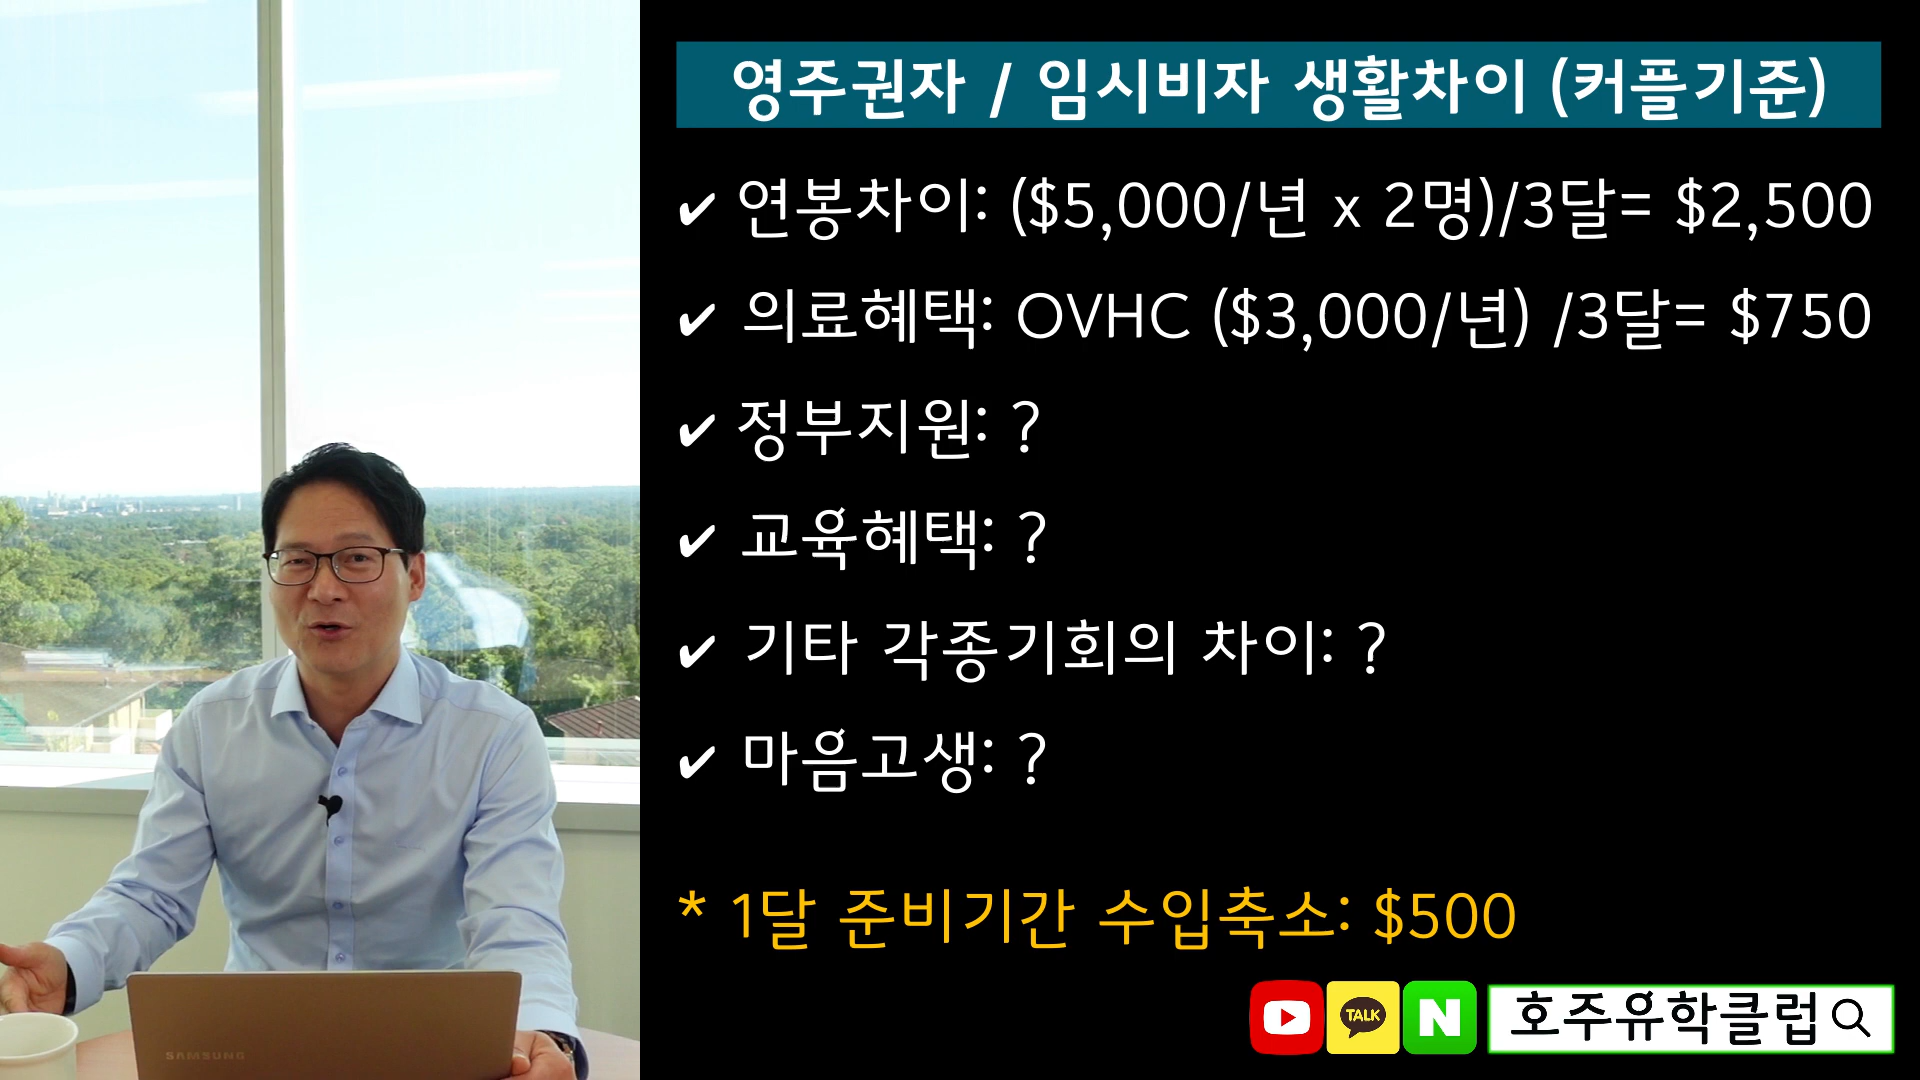 영주권자 / 임시비자 생활차이 (커플기준)
✔ 연봉차이: ($5,000/년 x 2명)/3달= $2,500
✔ 의료혜택: OVHC ($3,000/년) /3달= $750
✔ 정부지원: ?
✔ 교육혜택: ?
✔ 기타 각종기회의 차이: ?
✔ 마음고생: ?
* 1달 준비기간 수입축소: $500
TALK N 호주유학클럽
SAMSUNG